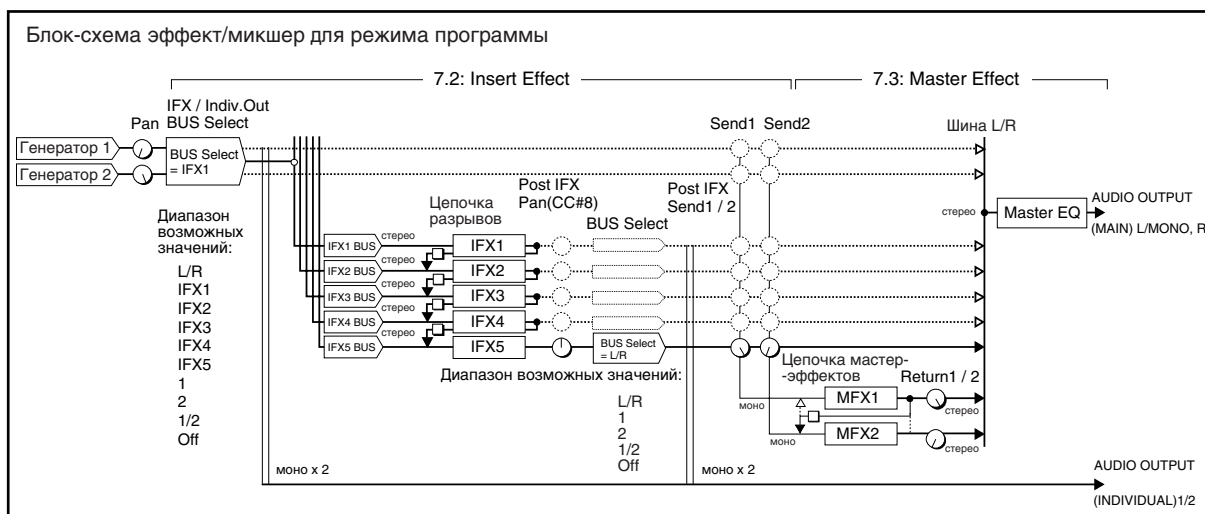 Блок-схема эффект/микшер для режима программы
7.2: Insert Effect
7.3: Master Effect
IFX / Indiv.Out
BUS Select
Pan
Send1
Send2
Шина L/R
Генератор 1
Генератор 2
BUS Select
= IFX1
Диапазон
возможных
значений:
L/R
IFX1
IFX2
IFX3
IFX4
IFX5
1
2
1/2
Off
Цепочка
разрывов
Post IFX
Pan(CC#8)
BUS Select
Post IFX
Send1 / 2
IFX1 BUS
стерео
IFX1
IFX2 BUS
стерео
IFX2
IFX3 BUS
стерео
IFX3
IFX4 BUS
стерео
IFX4
IFX5 BUS
стерео
IFX5
BUS Select
= L/R
Диапазон возможных значений:
L/R
1
2
1/2
Off
стерео
Master EQ
AUDIO OUTPUT
(MAIN) L/MONO, R
Цепочка мастер-
-эффектов
Return1 / 2
моно
MFX1
стерео
моно
MFX2
стерео
моно x 2
моно x 2
AUDIO OUTPUT
(INDIVIDUAL)1/2